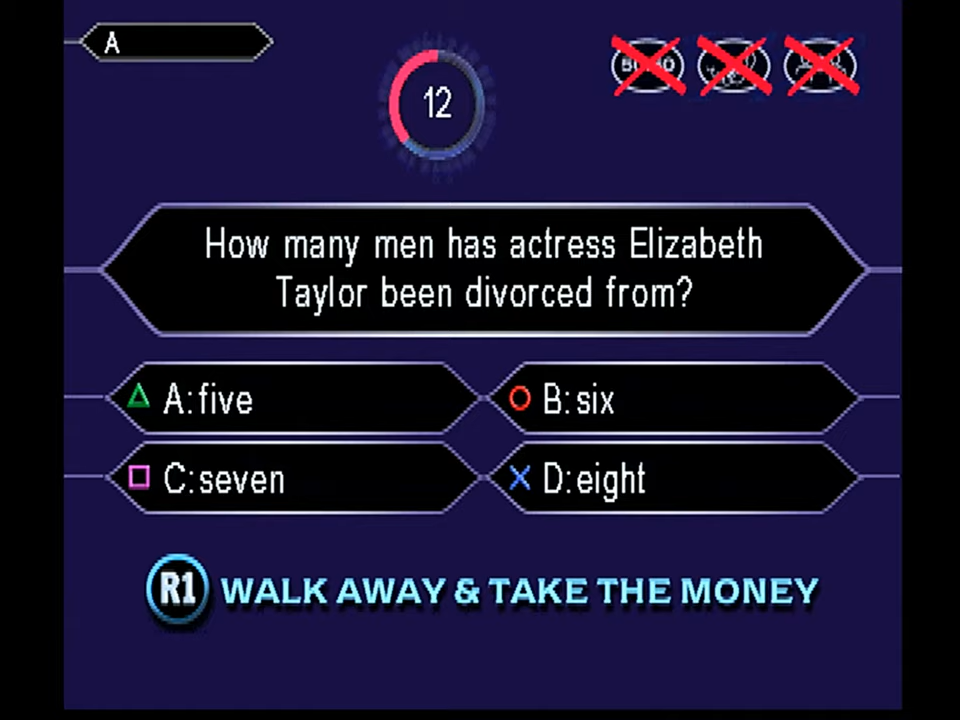 A
12
How many men has actress Elizabeth
Taylor been divorced from?
A: five
B: six
C: seven
D: eight
R1 WALK AWAY & TAKE THE MONEY